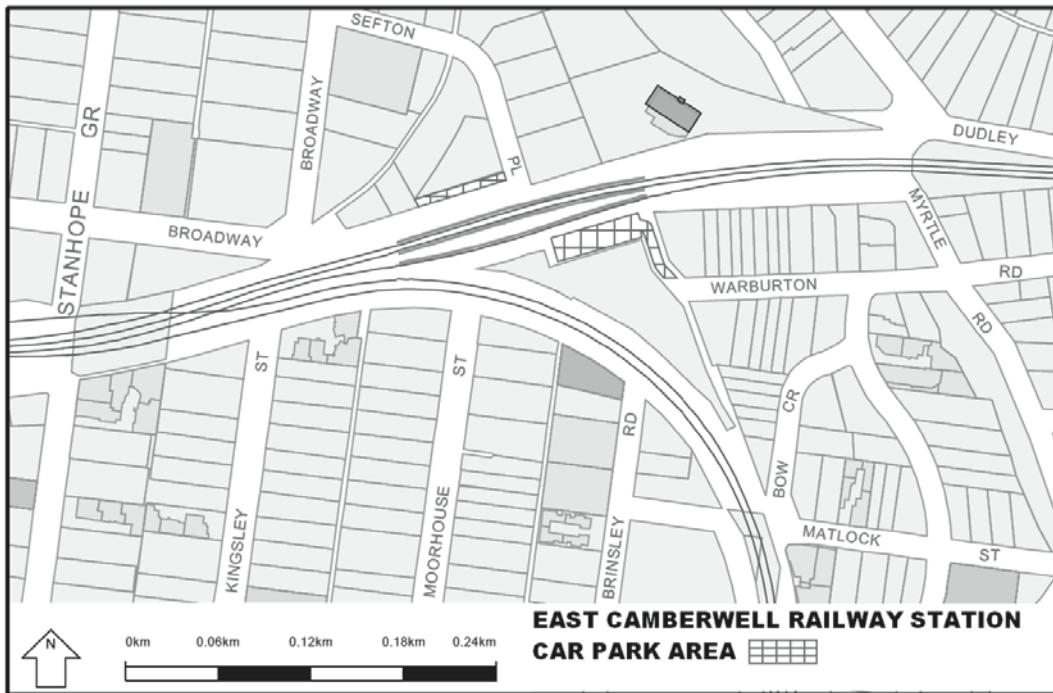 SEFTON
PL
BROADWAY
STANHOPE GR
BROADWAY
DUDLEY
MYRTLE
RD
WARBURTON
RD
KINGSLEY ST
MOORHOUSE ST
BRINSLEY RD
BOW CR
MATLOCK ST
N
0km 0.06km 0.12km 0.18km 0.24km
EAST CAMBERWELL RAILWAY STATION
CAR PARK AREA